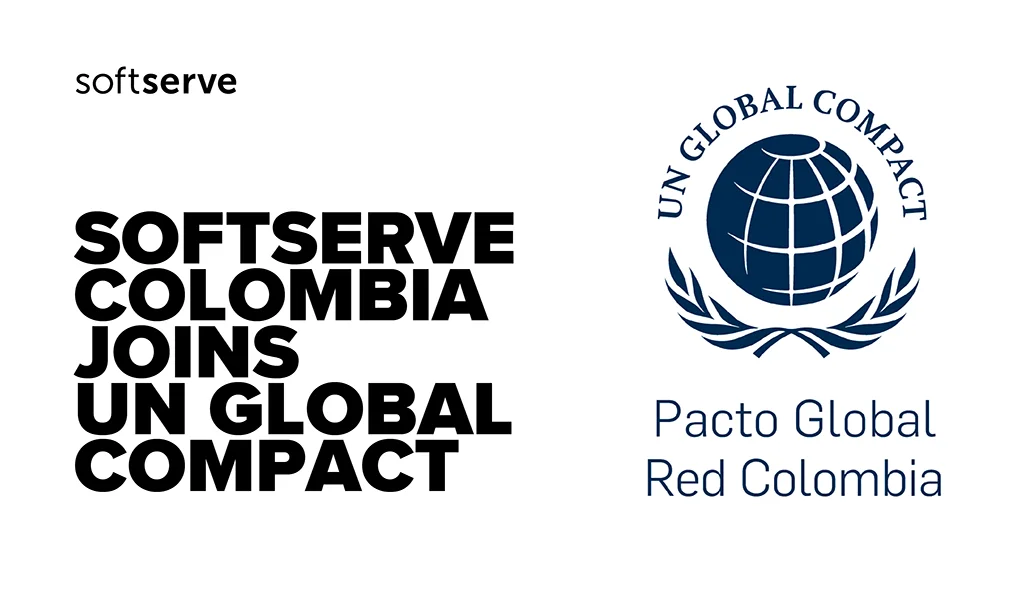 softserve
SOFTSERVE
COLOMBIA
JOINS
UN GLOBAL
COMPACT
UN GLOBAL COMPACT
Pacto Global
Red Colombia